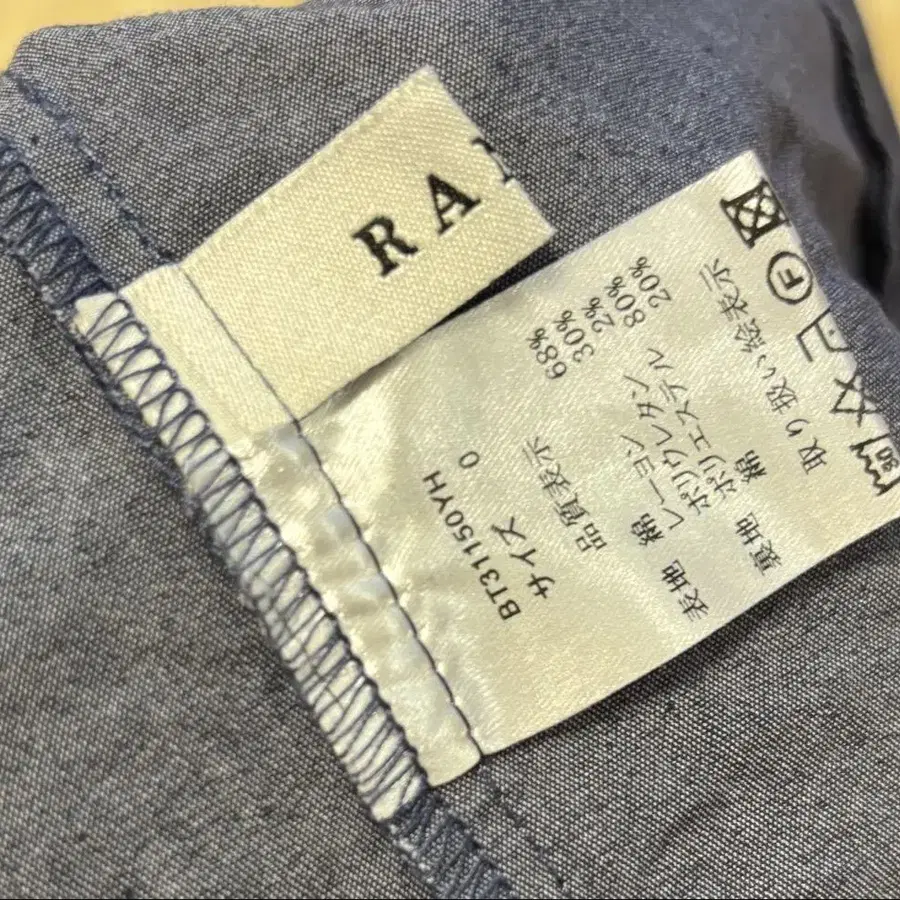 RA
BT31150YH
サイズ 0
品質表示
表地 綿 68%
レーヨン 30%
ポリウレタン 2%
裏地 ポリエステル 80%
綿 20%
取り扱い絵表示
F